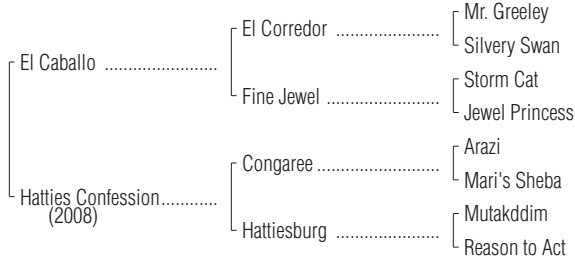 Mr. Greeley
El Corredor ....................
Silvery Swan
El Caballo ......................
Storm Cat
Fine Jewel ......................
Jewel Princess
Arazi
Congaree ........................
Mari's Sheba
Hatties Confession............
(2008)
Mutakddim
Hattiesburg ....................
Reason to Act